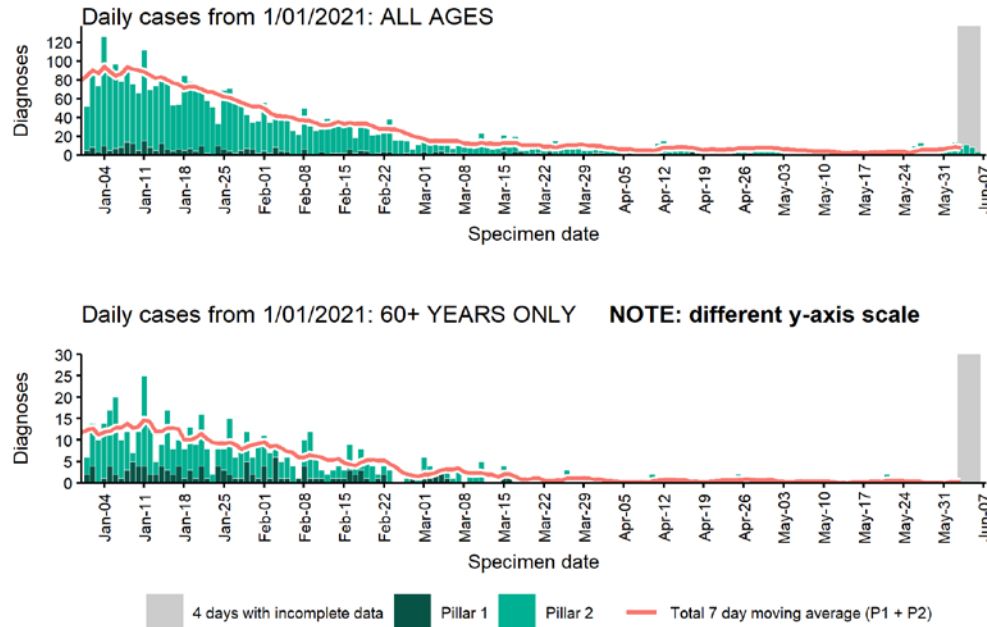 Daily cases from 1/01/2021: ALL AGES
Diagnoses
120
100
80
60
40
20
0
Jan-04
Jan-11
Jan-18
Jan-25
Feb-01
Feb-08
Feb-15
Feb-22
Mar-01
Mar-08
Mar-15
Mar-22
Mar-29
Apr-05
Apr-12
Apr-19
Apr-26
May-03
May-10
May-17
May-24
May-31
Jun-07
Specimen date
Daily cases from 1/01/2021: 60+ YEARS ONLY NOTE: different y-axis scale
Diagnoses
30
25
20
15
10
5
0
Jan-04
Jan-11
Jan-18
Jan-25
Feb-01
Feb-08
Feb-15
Feb-22
Mar-01
Mar-08
Mar-15
Mar-22
Mar-29
Apr-05
Apr-12
Apr-19
Apr-26
May-03
May-10
May-17
May-24
May-31
Jun-07
Specimen date
4 days with incomplete data Pillar 1 Pillar 2 Total 7 day moving average (P1 + P2)